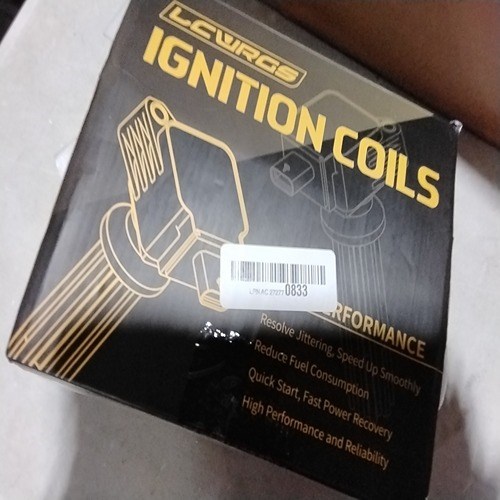 LCWRGS
IGNITION COILS
0833
RFORMANCE
Resolve Jittering, Speed Up Smoothly
Reduce Fuel Consumption
Quick Start, Fast Power Recovery
High Performance and Reliability